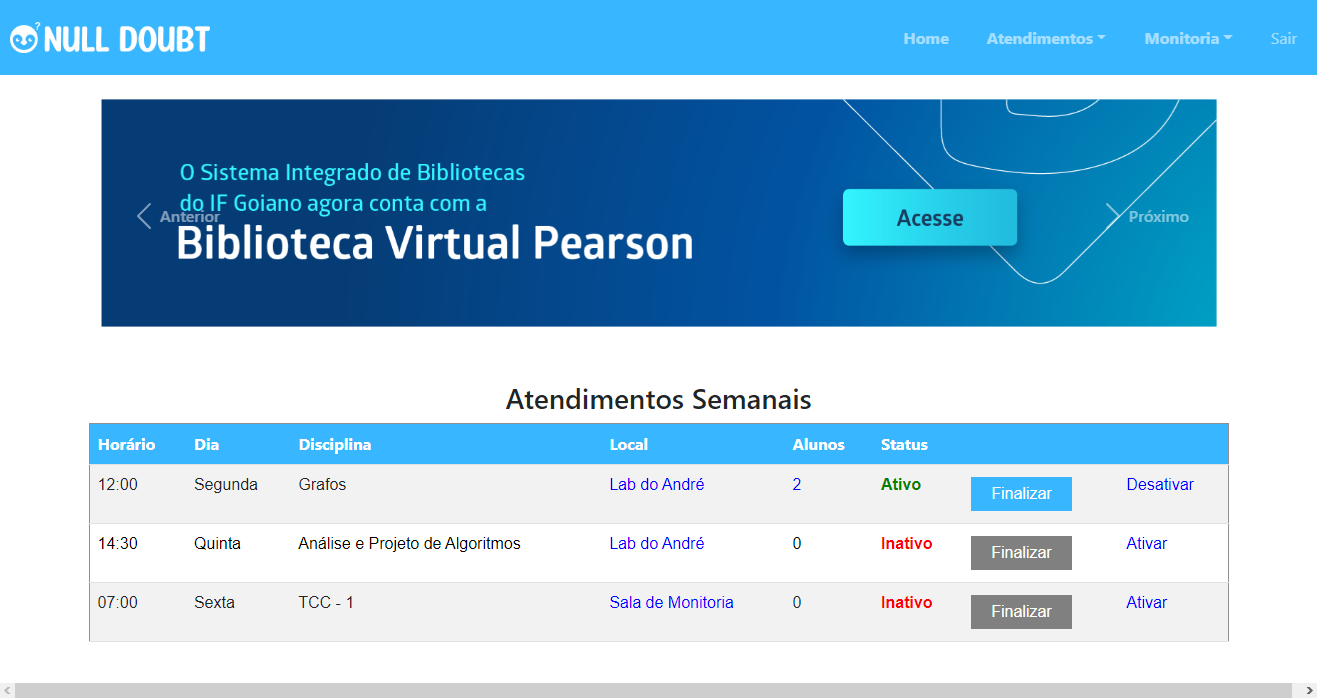 ? NULL DOUBT Home Atendimentos Monitoria Sair
O Sistema Integrado de Bibliotecas
do IF Goiano agora conta com a
Anterior
Biblioteca Virtual Pearson
Acesse
Próximo
Atendimentos Semanais
Horário Dia Disciplina Local Alunos Status
12:00 Segunda Grafos Lab do André 2 Ativo Finalizar Desativar
14:30 Quinta Análise e Projeto de Algoritmos Lab do André 0 Inativo Finalizar Ativar
07:00 Sexta TCC - 1 Sala de Monitoria 0 Inativo Finalizar Ativar